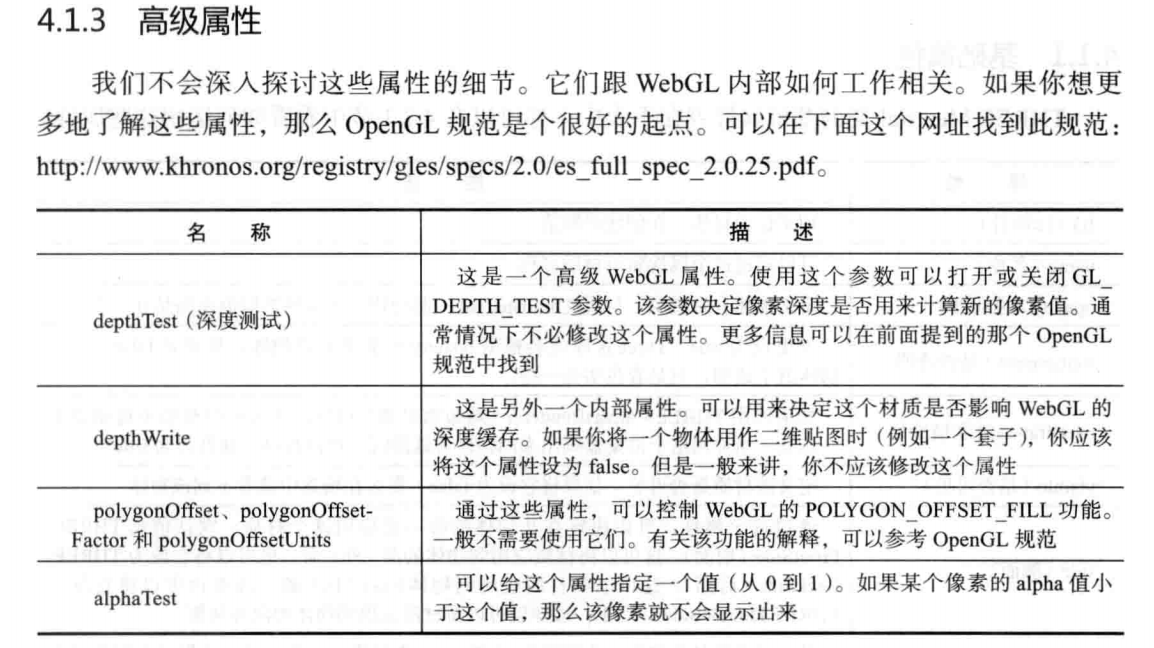 4.1.3 高级属性
我们不会深入探讨这些属性的细节。它们跟 WebGL 内部如何工作相关。如果你想更
多地了解这些属性，那么 OpenGL 规范是个很好的起点。可以在下面这个网址找到此规范：
http://www.khronos.org/registry/gles/specs/2.0/es_full_spec_2.0.25.pdf。
名 称
描 述
depthTest（深度测试）
这是一个高级 WebGL 属性。使用这个参数可以打开或关闭 GL_
DEPTH_TEST 参数。该参数决定像素深度是否用来计算新的像素值。通
常情况下不必修改这个属性。更多信息可以在前面提到的那个 OpenGL
规范中找到
depthWrite
这是另外一个内部属性。可以用来决定这个材质是否影响 WebGL 的
深度缓存。如果你将一个物体用作二维贴图时（例如一个套子），你应该
将这个属性设为 false。但是一般来讲，你不应该修改这个属性
polygonOffset、polygonOffset-
Factor 和 polygonOffsetUnits
通过这些属性，可以控制 WebGL 的 POLYGON_OFFSET_FILL 功能。
一般不需要使用它们。有关该功能的解释，可以参考 OpenGL 规范
alphaTest
可以给这个属性指定一个值（从 0 到 1）。如果某个像素的 alpha 值小
于这个值，那么该像素就不会显示出来